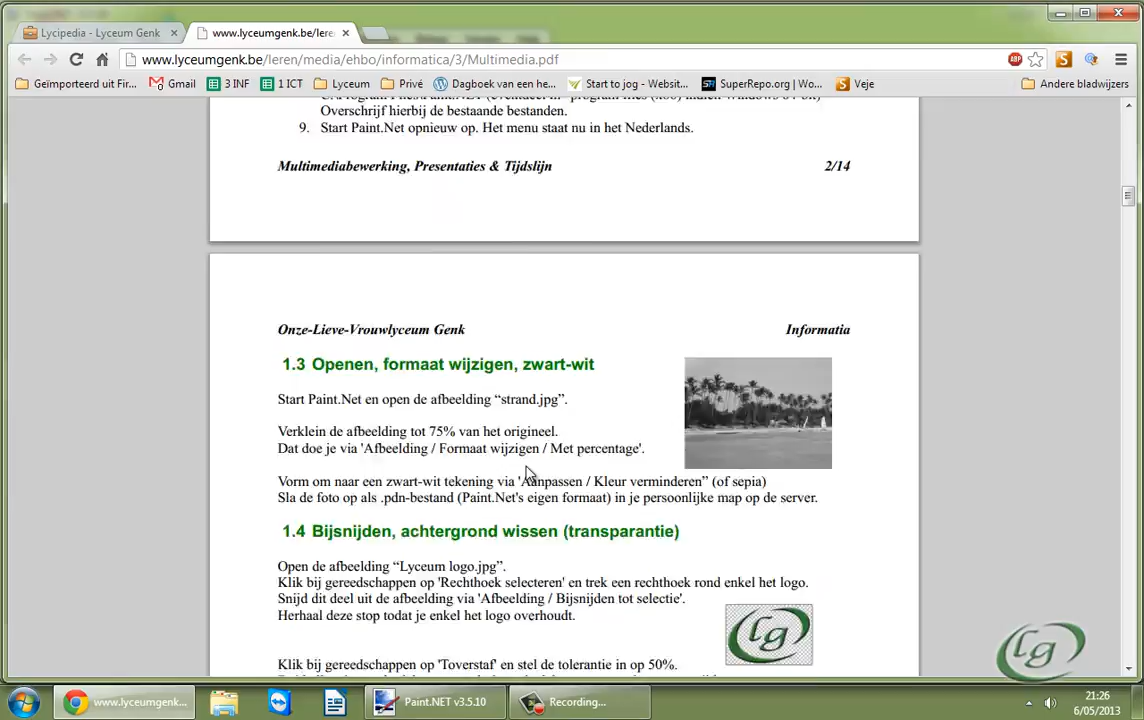 Lycipedia - Lyceum Genk
www.lyceumgenk.be/lere
www.lyceumgenk.be/leren/media/ehbo/informatica/3/Multimedia.pdf
Geïmporteerd uit Fir... Gmail 3 INF 1 ICT Lyceum Privé Dagboek van een he... Start to jog - Websit... SuperRepo.org | Wa... Veje Andere bladwijzers
Overschrijf hierbij de bestaande bestanden.
9. Start Paint.Net opnieuw op. Het menu staat nu in het Nederlands.
Multimediabewerking, Presentaties & Tijdslijn 2/14
Onze-Lieve-Vrouwlyceum Genk Informatia
1.3 Openen, formaat wijzigen, zwart-wit
Start Paint.Net en open de afbeelding “strand.jpg”.
Verklein de afbeelding tot 75% van het origineel.
Dat doe je via 'Afbeelding / Formaat wijzigen / Met percentage'.
Vorm om naar een zwart-wit tekening via 'Aanpassen / Kleur verminderen” (of sepia)
Sla de foto op als .pdn-bestand (Paint.Net's eigen formaat) in je persoonlijke map op de server.
1.4 Bijsnijden, achtergrond wissen (transparantie)
Open de afbeelding “Lyceum logo.jpg”.
Klik bij gereedschappen op 'Rechthoek selecteren' en trek een rechthoek rond enkel het logo.
Snijd dit deel uit de afbeelding via 'Afbeelding / Bijsnijden tot selectie'.
Herhaal deze stop todat je enkel het logo overhoudt.
lg
Klik bij gereedschappen op 'Toverstaf' en stel de tolerantie in op 50%.
lg
www.lyceumgenk... Paint.NET v3.5.10 Recording... 21:26
6/05/2013